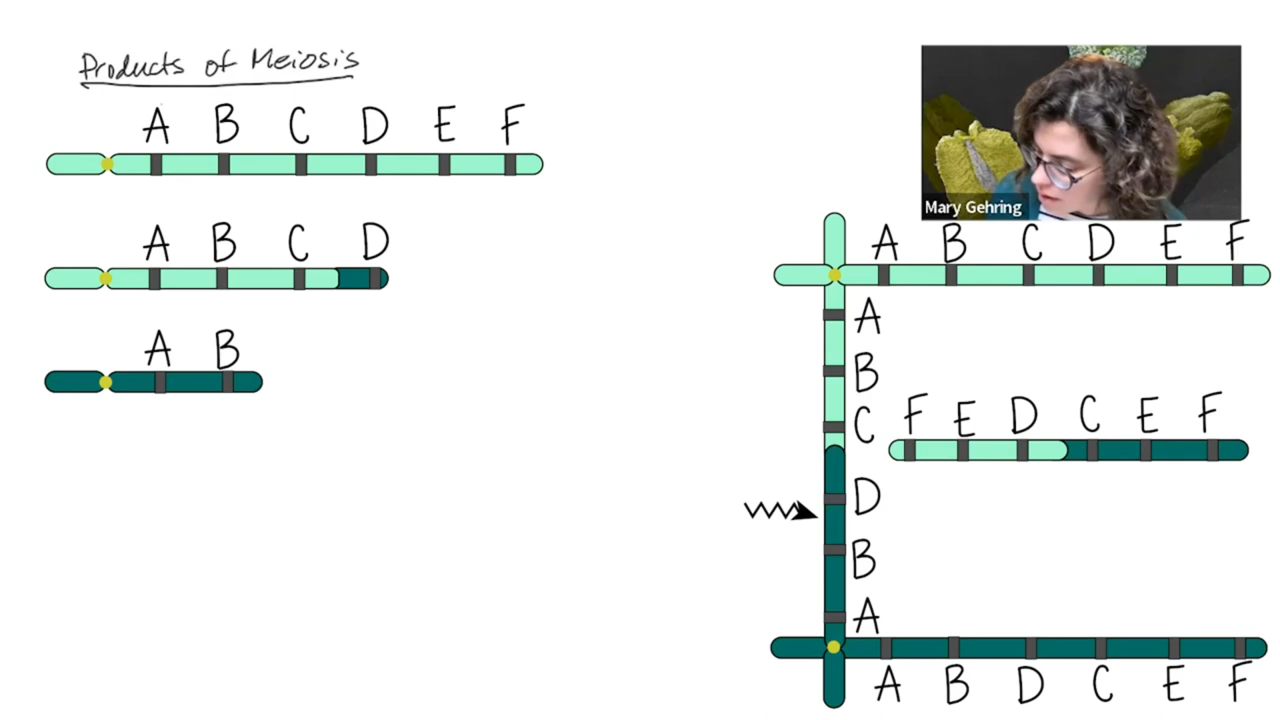 Products of Meiosis
A B C D E F
A B C D
A B
Mary Gehring
A B C D E F
A
B
C
F E D C E F
D
B
A
A B D C E F